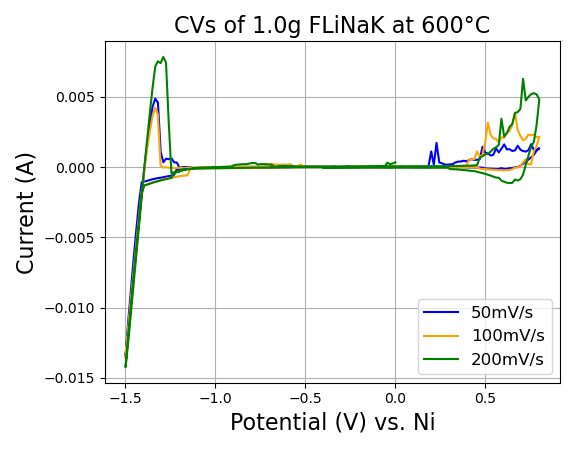 CVs of 1.0g FLiNaK at 600°C
Current (A)
0.005
0.000
−0.005
−0.010
−0.015
50mV/s
100mV/s
200mV/s
−1.5 −1.0 −0.5 0.0 0.5
Potential (V) vs. Ni